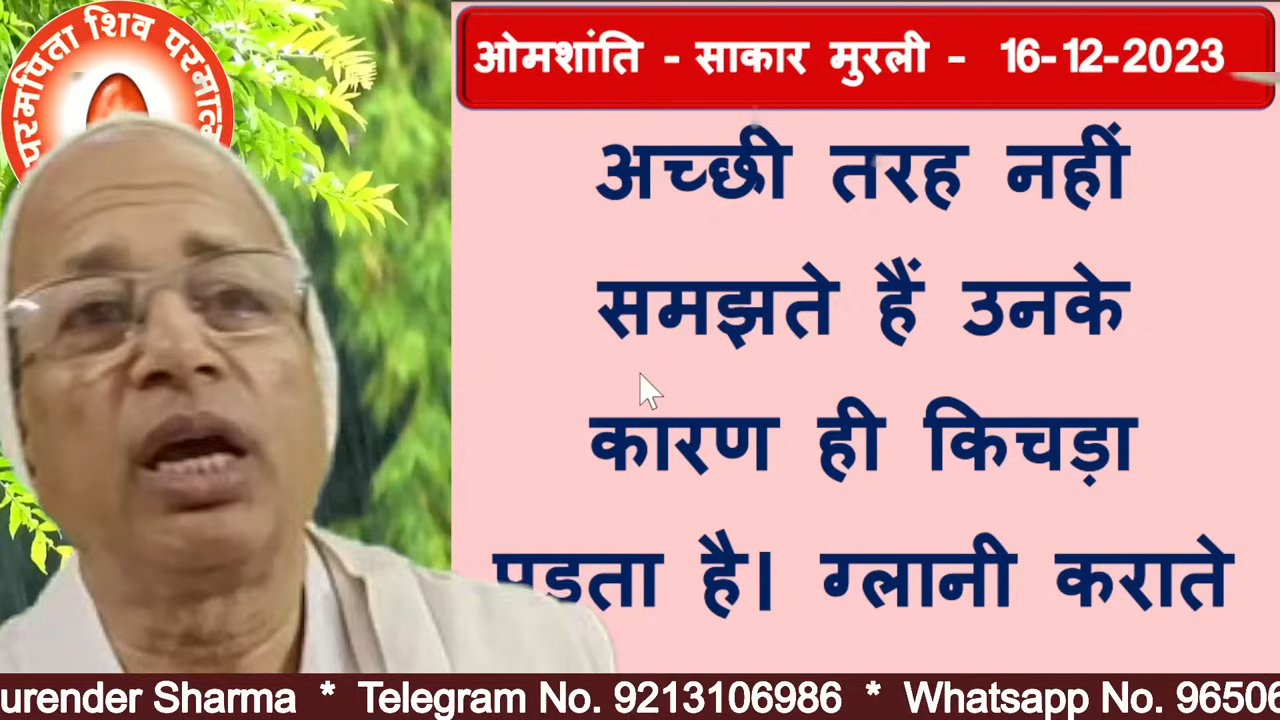 परमपिता शिव
ओमशांति - साकार मुरली - 16-12-2023
अच्छी तरह नहीं
समझते हैं उनके
कारण ही किचड़ा
है। ग्लानी कराते
urender Sharma * Telegram No. 9213106986 * Whatsapp No. 96506